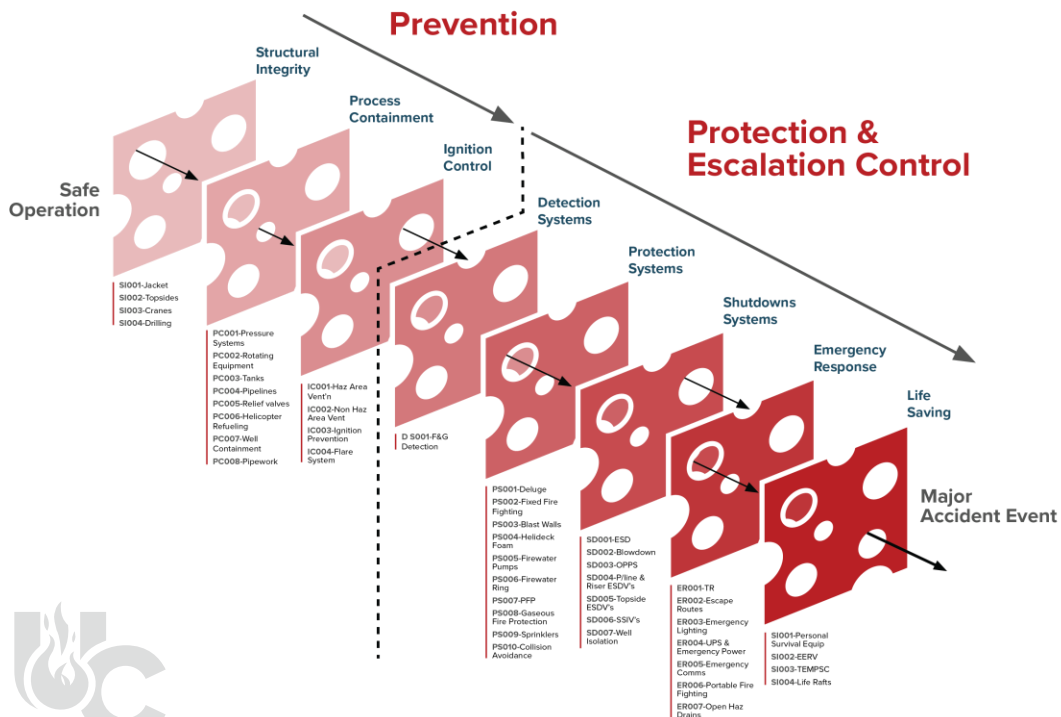 Prevention
Structural
Integrity
Process
Containment
Ignition
Control
Protection &
Escalation Control
Safe
Operation
Detection
Systems
Protection
Systems
Shutdowns
Systems
Emergency
Response
Life
Saving
Major
Accident Event
SI001-Jacket
SI002-Topsides
SI003-Cranes
SI004-Drilling
PC001-Pressure
Systems
PC002-Rotating
Equipment
PC003-Tanks
PC004-Pipelines
PC005-Relief valves
PC006-Helicopter
Refueling
PC007-Well
Containment
PC008-Pipework
IC001-Haz Area
Vent'n
IC002-Non Haz
Area Vent
IC003-Ignition
Prevention
IC004-Flare
System
D S001-F&G
Detection
PS001-Deluge
PS002-Fixed Fire
Fighting
PS003-Blast Walls
PS004-Helideck
Foam
PS005-Firewater
Pumps
PS006-Firewater
Ring
PS007-PFP
PS008-Gaseous
Fire Protection
PS009-Sprinklers
PS010-Collision
Avoidance
SD001-ESD
SD002-Blowdown
SD003-OPPS
SD004-P/line &
Riser ESDV's
SD005-Topside
ESDV's
SD006-SSIV's
SD007-Well
Isolation
ER001-TR
ER002-Escape
Routes
ER003-Emergency
Lighting
ER004-UPS &
Emergency Power
ER005-Emergency
Comms
ER006-Portable Fire
Fighting
ER007-Open Haz
Drains
SI001-Personal
Survival Equip
SI002-EERV
SI003-TEMPSC
SI004-Life Rafts
UC